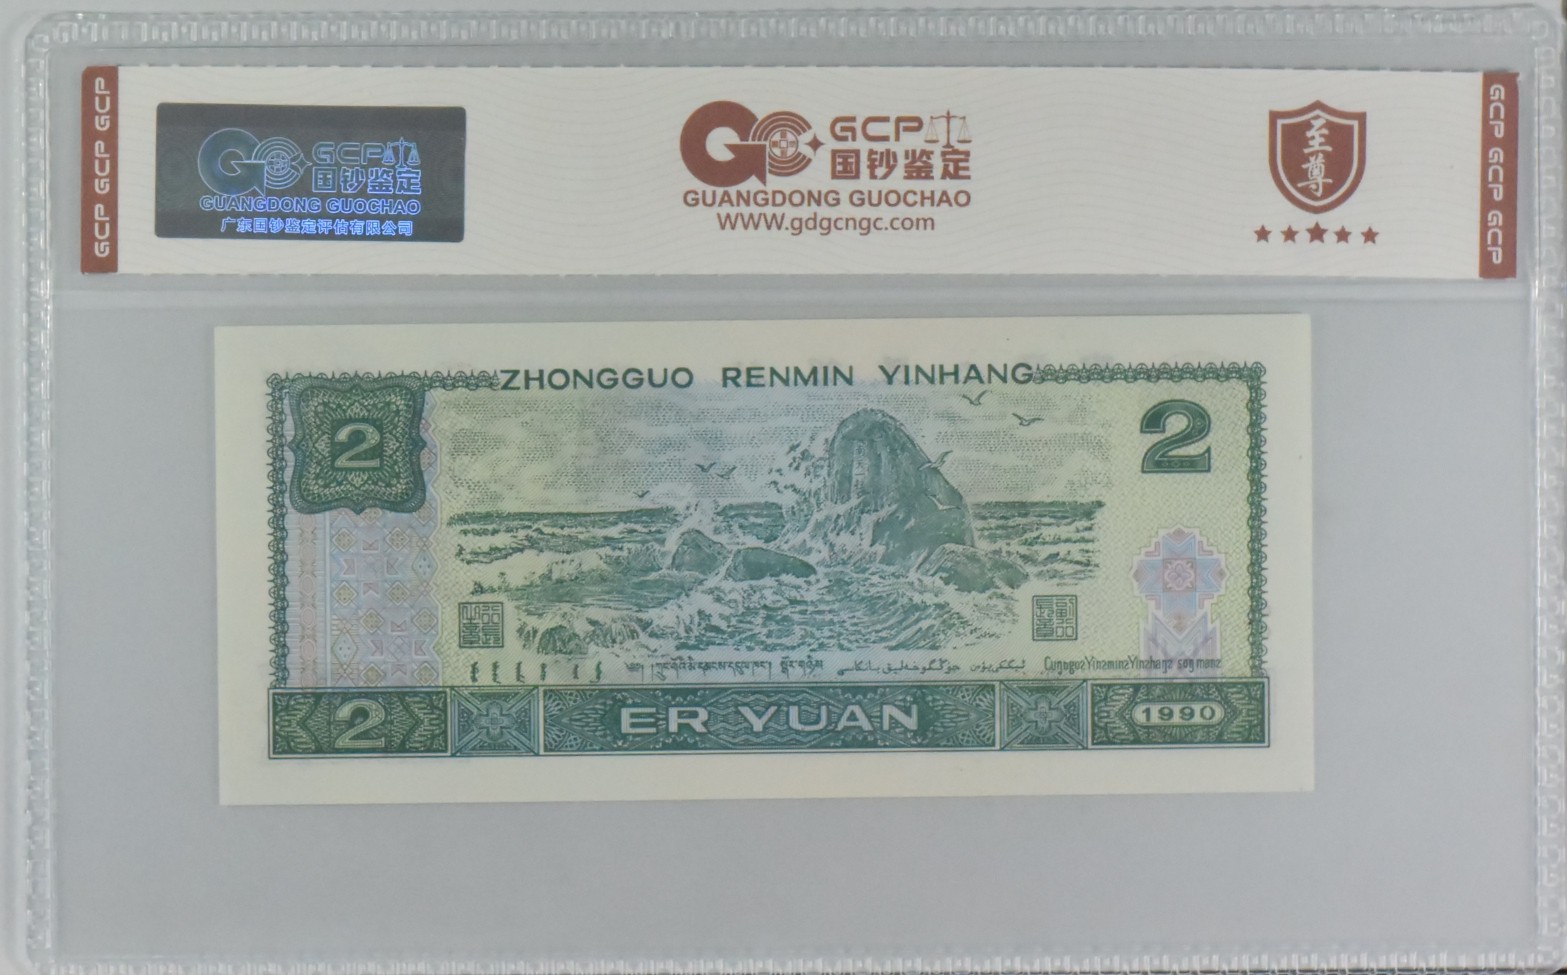 GCP GCP GCP
GCP
国钞鉴定
GUANGDONG GUOCHAO
广东国钞鉴定评估有限公司
GCP
国钞鉴定
GUANGDONG GUOCHAO
WWW.gdgcngc.com
至尊
GCP GCP GCP
ZHONGGUO RENMIN YINHANG
2
2
2
ER YUAN
1990